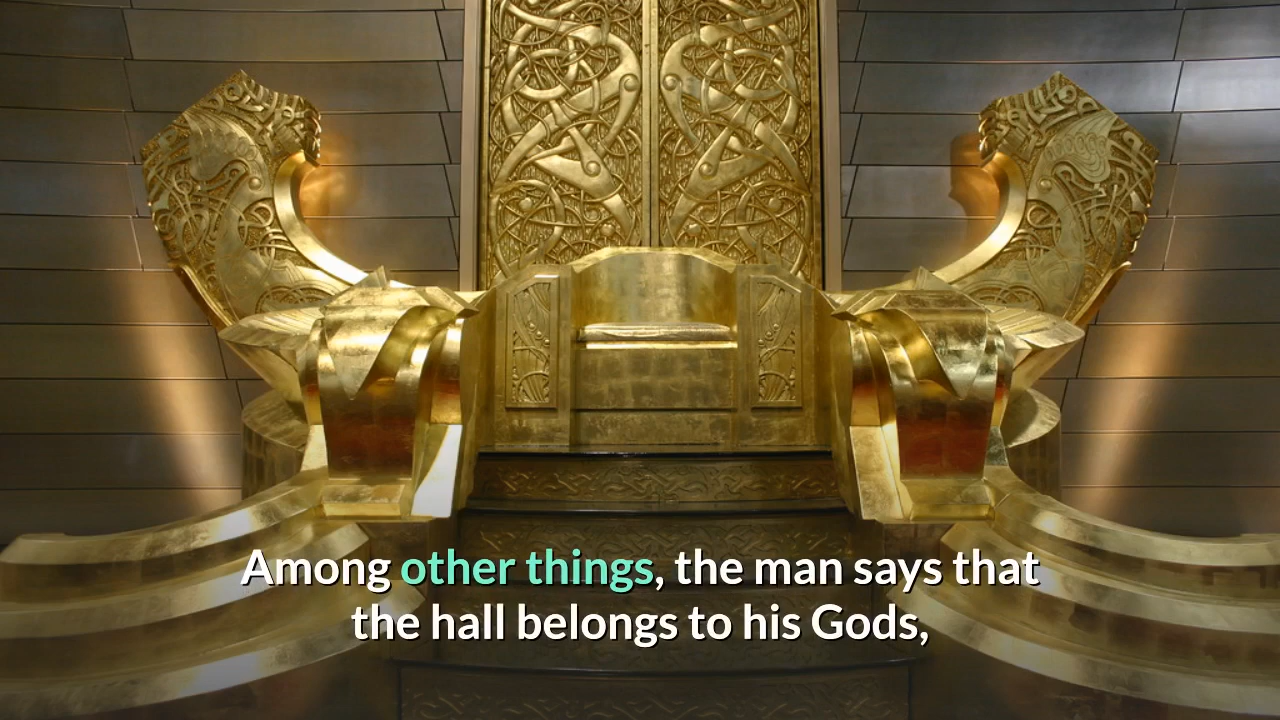 Among other things, the man says that
the hall belongs to his Gods,